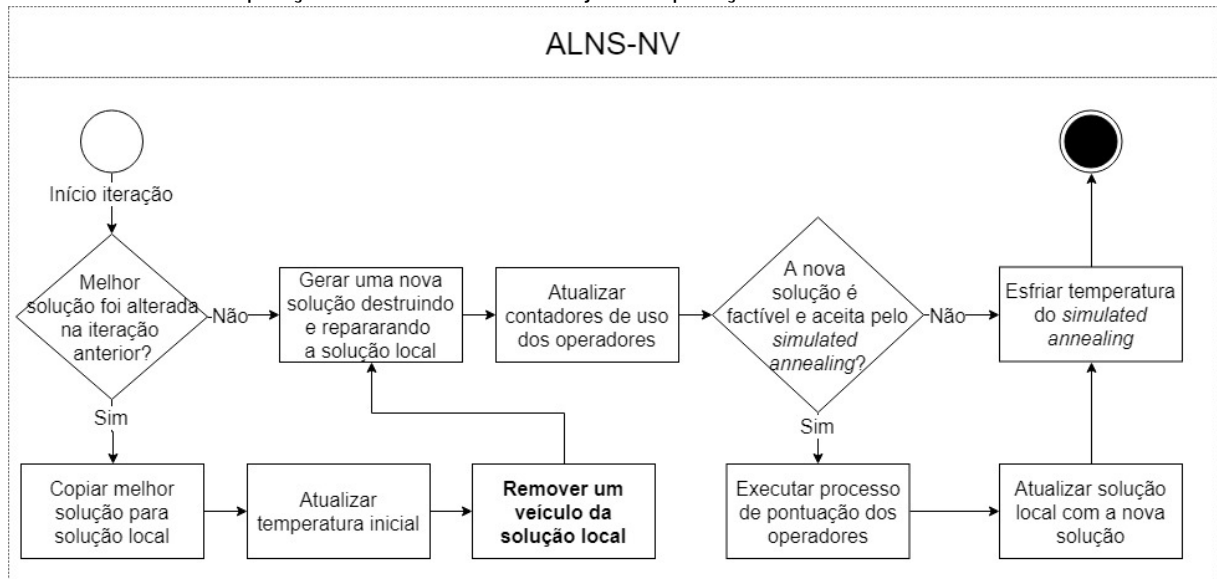 ALNS-NV
Início iteração
Melhor
solução foi alterada
na iteração
anterior?
Não
Gerar uma nova
solução destruindo
e repararando
a solução local
Atualizar
contadores de uso
dos operadores
A nova
solução é
factível e aceita pelo
simulated
annealing?
Não
Esfriar temperatura
do simulated
annealing
Sim
Copiar melhor
solução para
solução local
Atualizar
temperatura inicial
Remover um
veículo da
solução local
Sim
Executar processo
de pontuação dos
operadores
Atualizar solução
local com a nova
solução